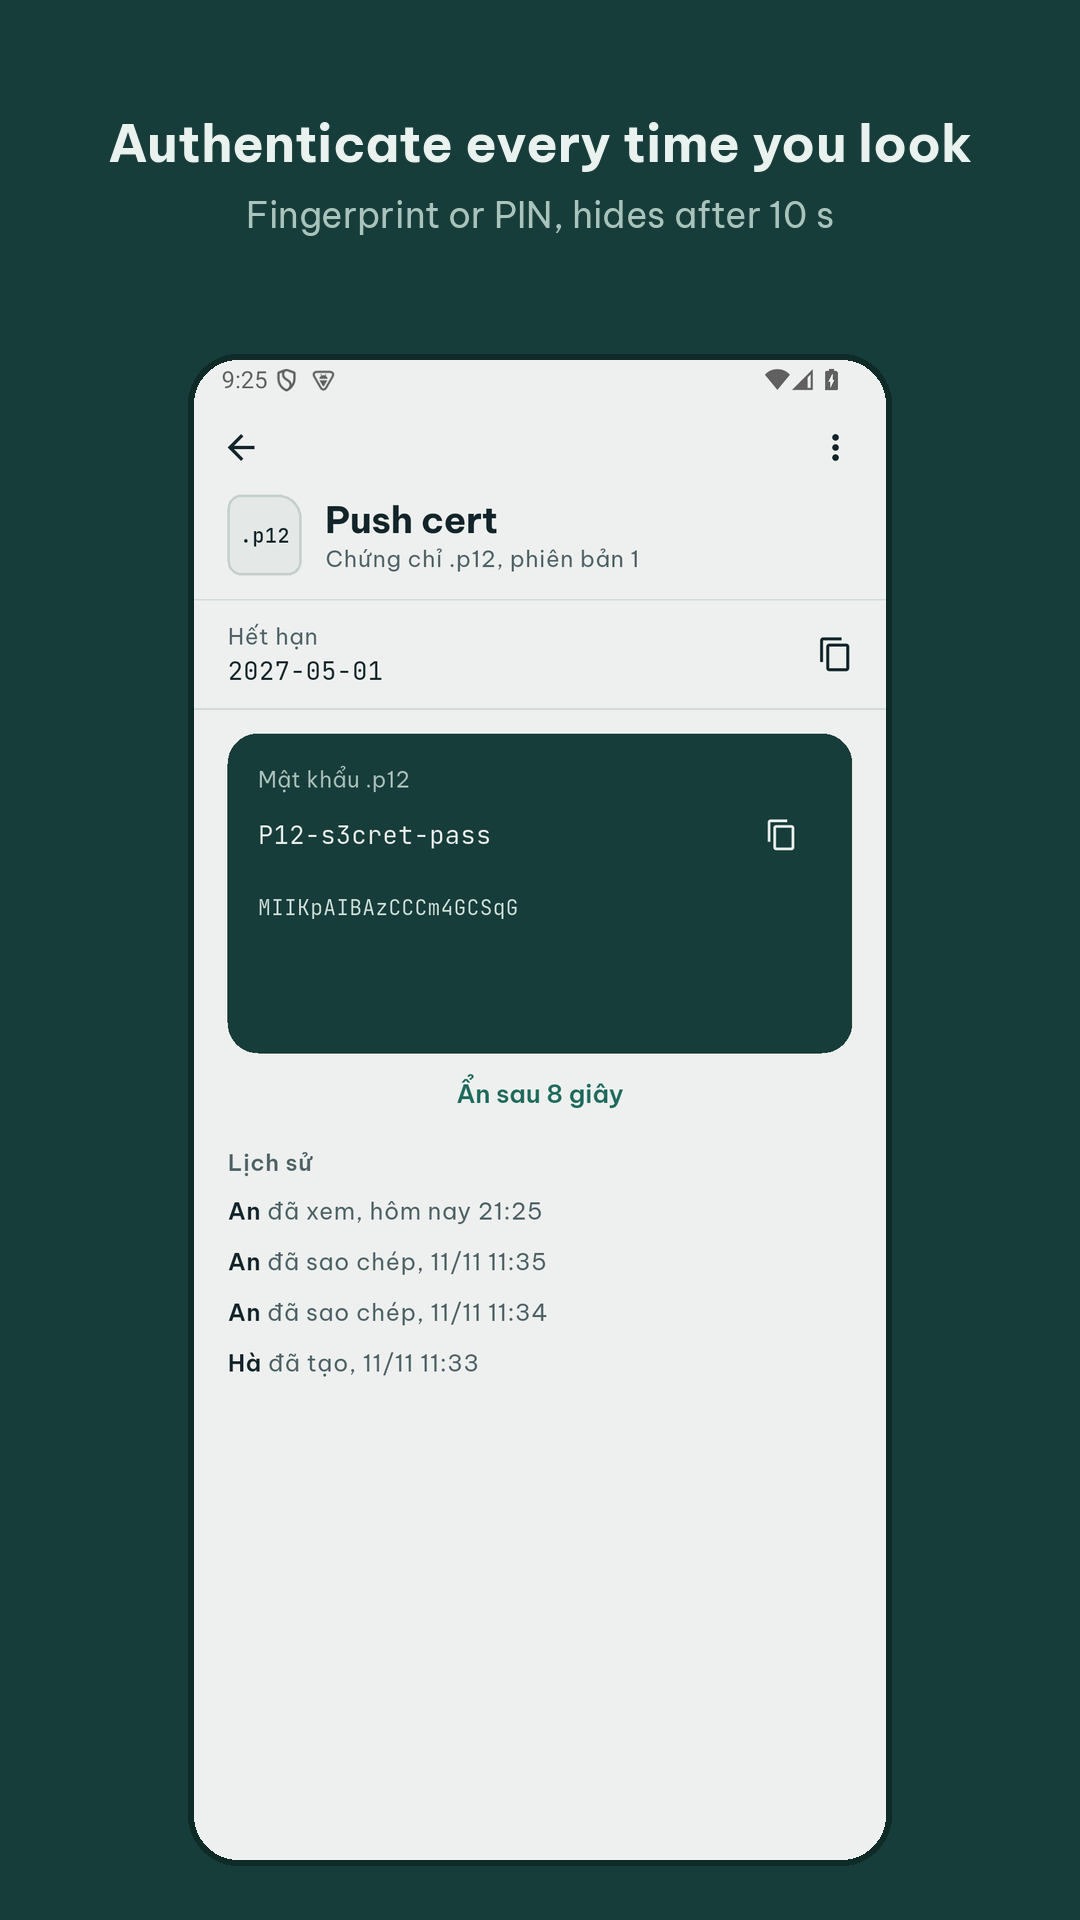 Authenticate every time you look
Fingerprint or PIN, hides after 10 s
9:25
.p12
Push cert
Chứng chỉ .p12, phiên bản 1
Hết hạn
2027-05-01
Mật khẩu .p12
P12-s3cret-pass
MIIKpAIBAzCCCm4GCSqG
Ẩn sau 8 giây
Lịch sử
An đã xem, hôm nay 21:25
An đã sao chép, 11/11 11:35
An đã sao chép, 11/11 11:34
Hà đã tạo, 11/11 11:33